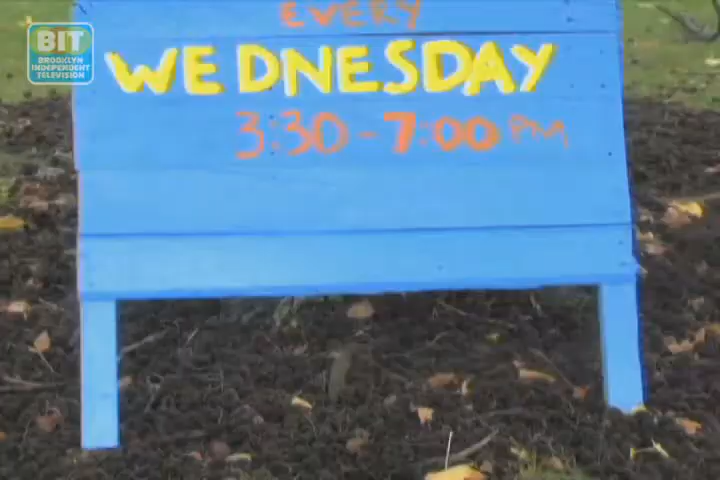 BIT
BROOKLYN
INDEPENDENT
TELEVISION
EVERY
WEDNESDAY
3:30-7:00 PM